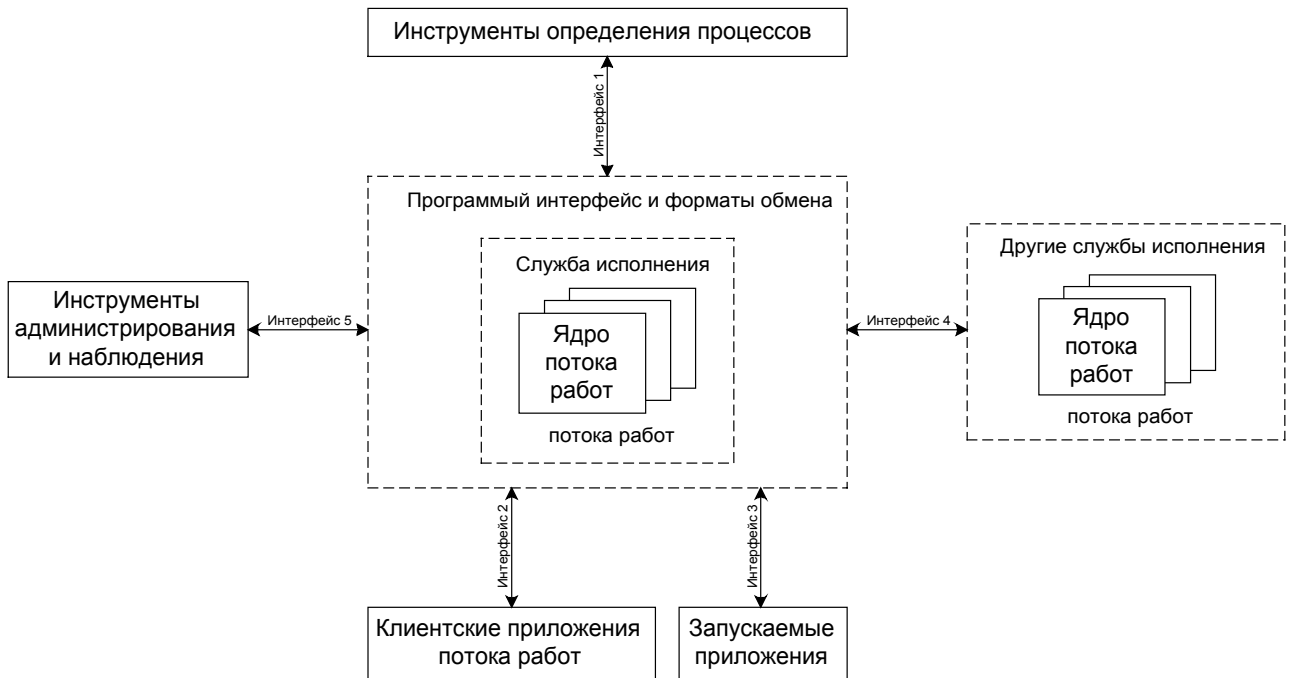 Инструменты определения процессов
Интерфейс 1
Программный интерфейс и форматы обмена
Служба исполнения
Ядро
потока
работ
потока работ
Другие службы исполнения
Ядро
потока
работ
потока работ
Инструменты
администрирования
и наблюдения
Интерфейс 5
Интерфейс 4
Интерфейс 2
Интерфейс 3
Клиентские приложения
потока работ
Запускаемые
приложения